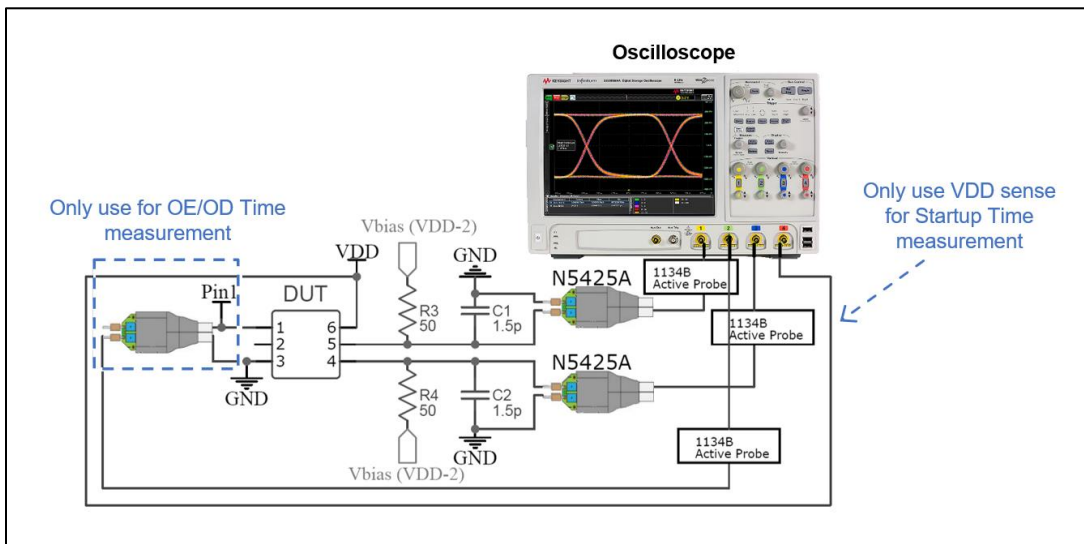 Oscilloscope
KEYSIGHT
Only use for OE/OD Time
measurement
Only use VDD sense
for Startup Time
measurement
Vbias (VDD-2)
VDD
GND
N5425A
1134B
Active Probe
Pin1
DUT
R3
50
C1
1.5p
1134B
Active Probe
1
2
3
6
5
4
GND
N5425A
R4
50
C2
1.5p
GND
Vbias (VDD-2)
1134B
Active Probe